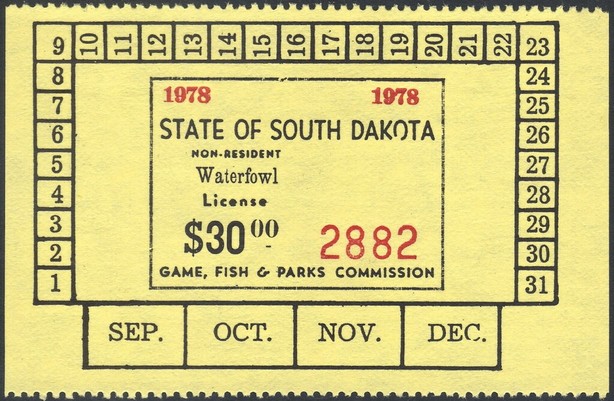 9 10 11 12 13 14 15 16 17 18 19 20 21 22 23
8 24
7 25
6 26
5 27
4 28
3 29
2 30
1 31
1978 1978
STATE OF SOUTH DAKOTA
NON-RESIDENT
Waterfowl
License
$30 00 2882
GAME, FISH & PARKS COMMISSION
SEP. OCT. NOV. DEC.